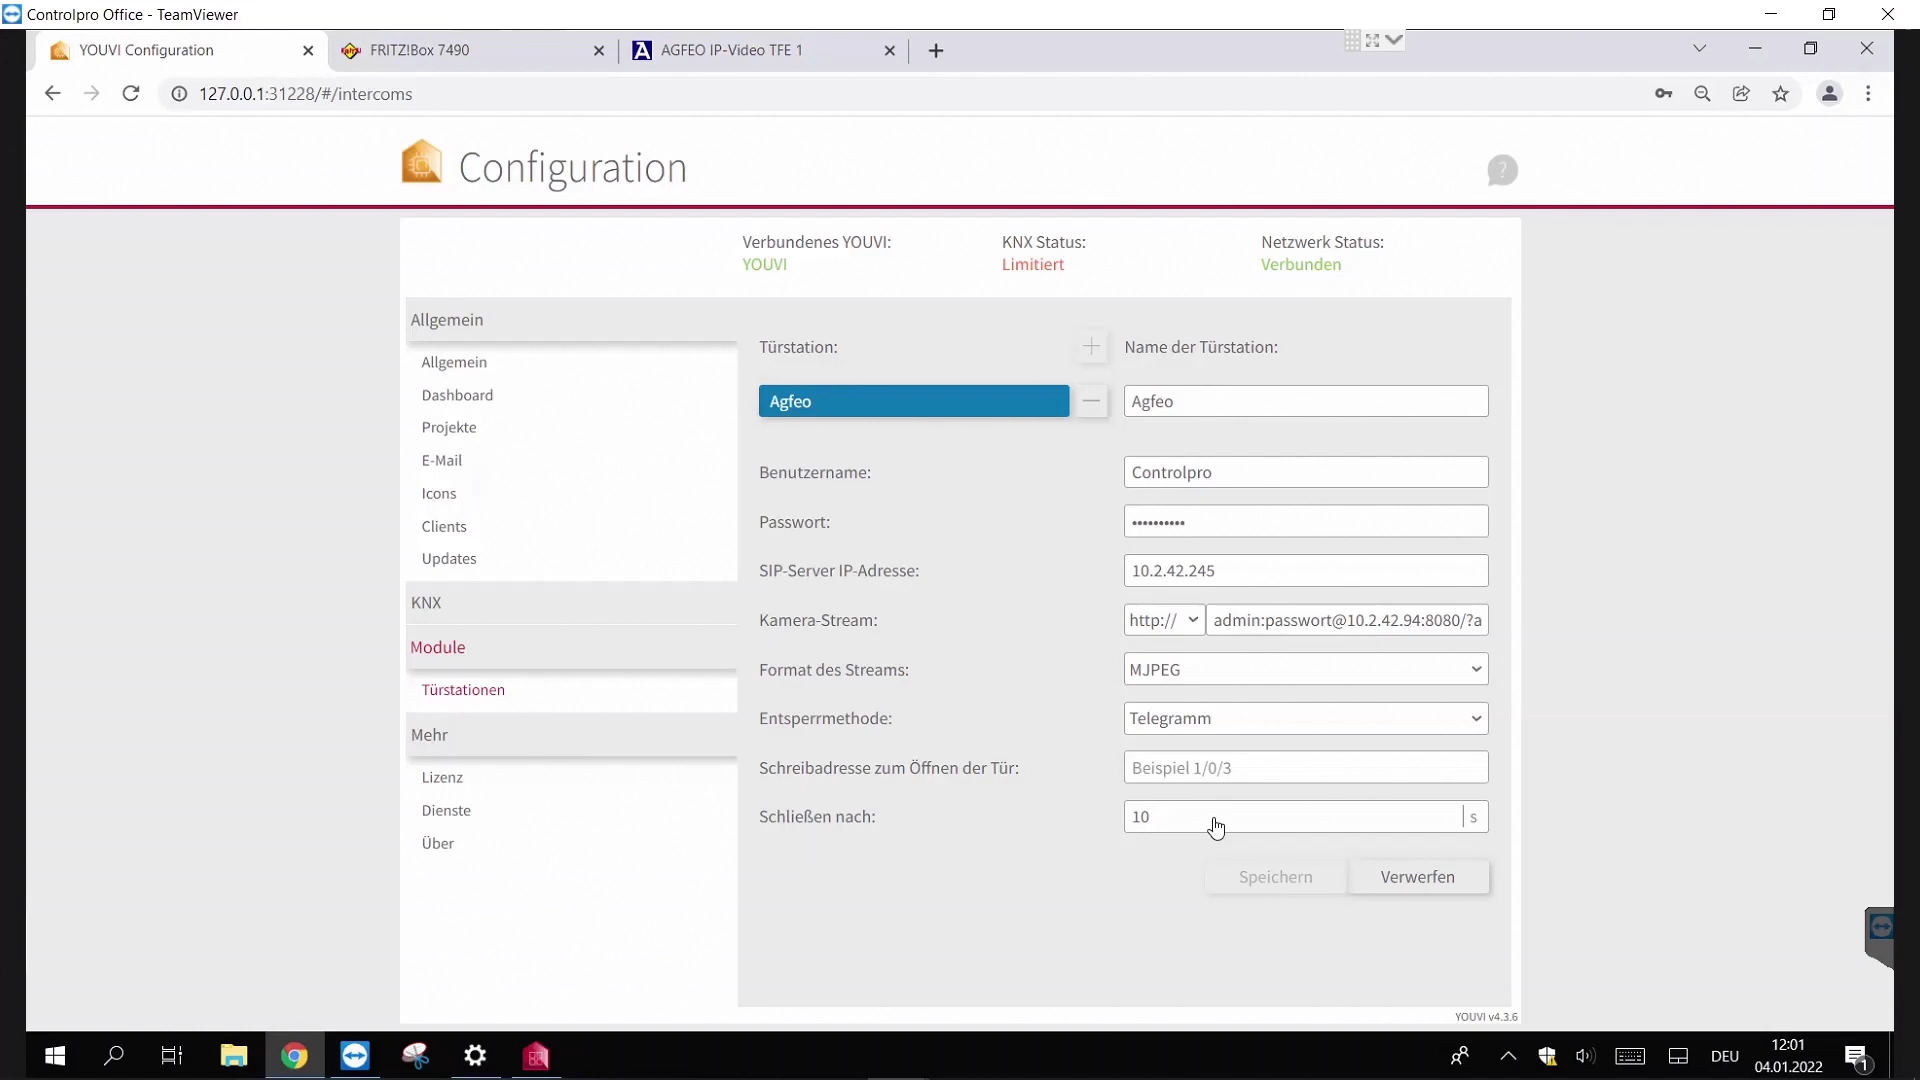 Controlpro Office - TeamViewer
YOUVI Configuration
FRITZ!Box 7490
AGFEO IP-Video TFE 1
127.0.0.1:31228/#/intercoms
Configuration
?
Verbundenes YOUVI:
YOUVI
KNX Status:
Limitiert
Netzwerk Status:
Verbunden
Allgemein
Allgemein
Dashboard
Projekte
E-Mail
Icons
Clients
Updates
KNX
Module
Türstationen
Mehr
Lizenz
Dienste
Über
Türstation:
Name der Türstation:
Agfeo
Agfeo
Benutzername:
Controlpro
Passwort:
••••••••••
SIP-Server IP-Adresse:
10.2.42.245
Kamera-Stream:
http://
admin:passwort@10.2.42.94:8080/?a
Format des Streams:
MJPEG
Entsperrmethode:
Telegramm
Schreibadresse zum Öffnen der Tür:
Beispiel 1/0/3
Schließen nach:
10
s
Speichern
Verwerfen
YOUVI v4.3.6
DEU
12:01
04.01.2022
1